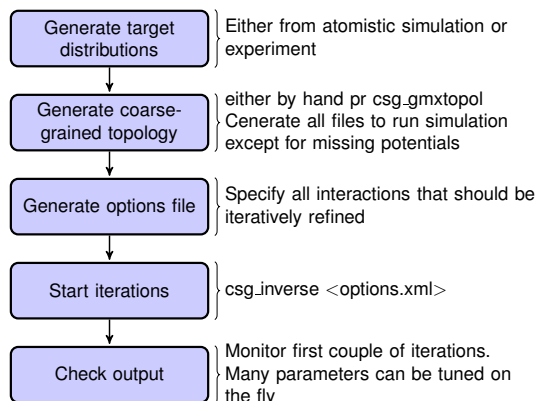 Generate target
distributions
Either from atomistic simulation or
experiment
Generate coarse-
grained topology
either by hand pr csg_gmxtopol
Cenerate all files to run simulation
except for missing potentials
Generate options file
Specify all interactions that should be
iteratively refined
Start iterations
csg_inverse <options.xml>
Check output
Monitor first couple of iterations.
Many parameters can be tuned on
the fly